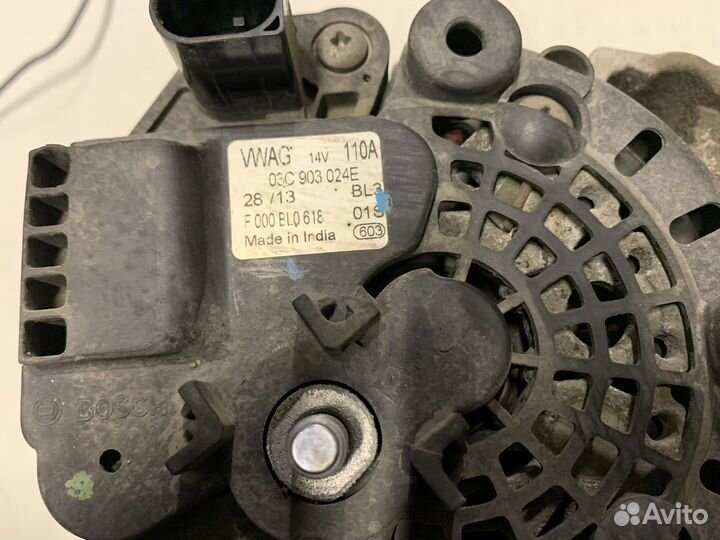 VWAG 14V 110A
03C 903 024E
28 /13 BL3
F 000 BL0 618 01S
Made in India 603
BOSCH
Avito